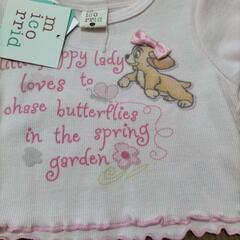 m
ico
rrid
ppy lady
loves to
chase butterflies
in the spring
garden